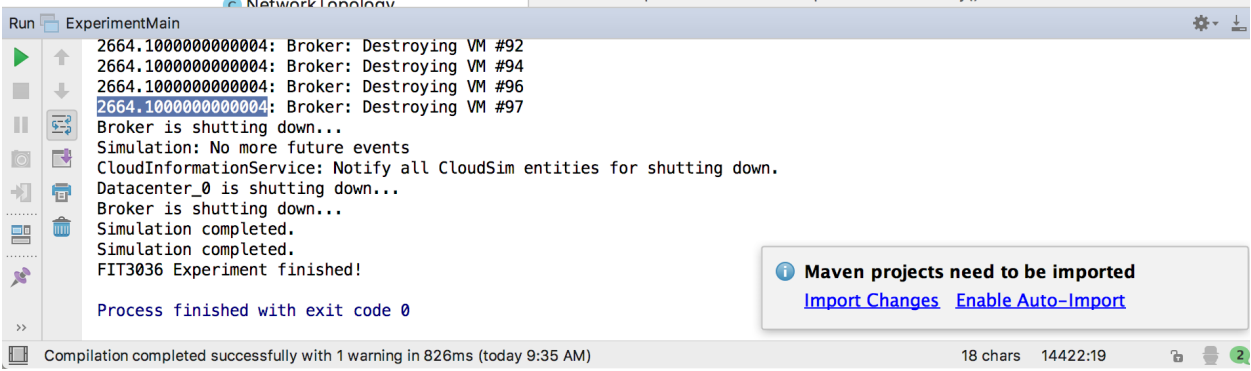 NetworkTopology
Run ExperimentMain
2664.1000000000004: Broker: Destroying VM #92
2664.1000000000004: Broker: Destroying VM #94
2664.1000000000004: Broker: Destroying VM #96
2664.1000000000004: Broker: Destroying VM #97
Broker is shutting down...
Simulation: No more future events
CloudInformationService: Notify all CloudSim entities for shutting down.
Datacenter_0 is shutting down...
Broker is shutting down...
Simulation completed.
Simulation completed.
FIT3036 Experiment finished!
Process finished with exit code 0
Maven projects need to be imported
Import Changes Enable Auto-Import
Compilation completed successfully with 1 warning in 826ms (today 9:35 AM) 18 chars 14422:19 2